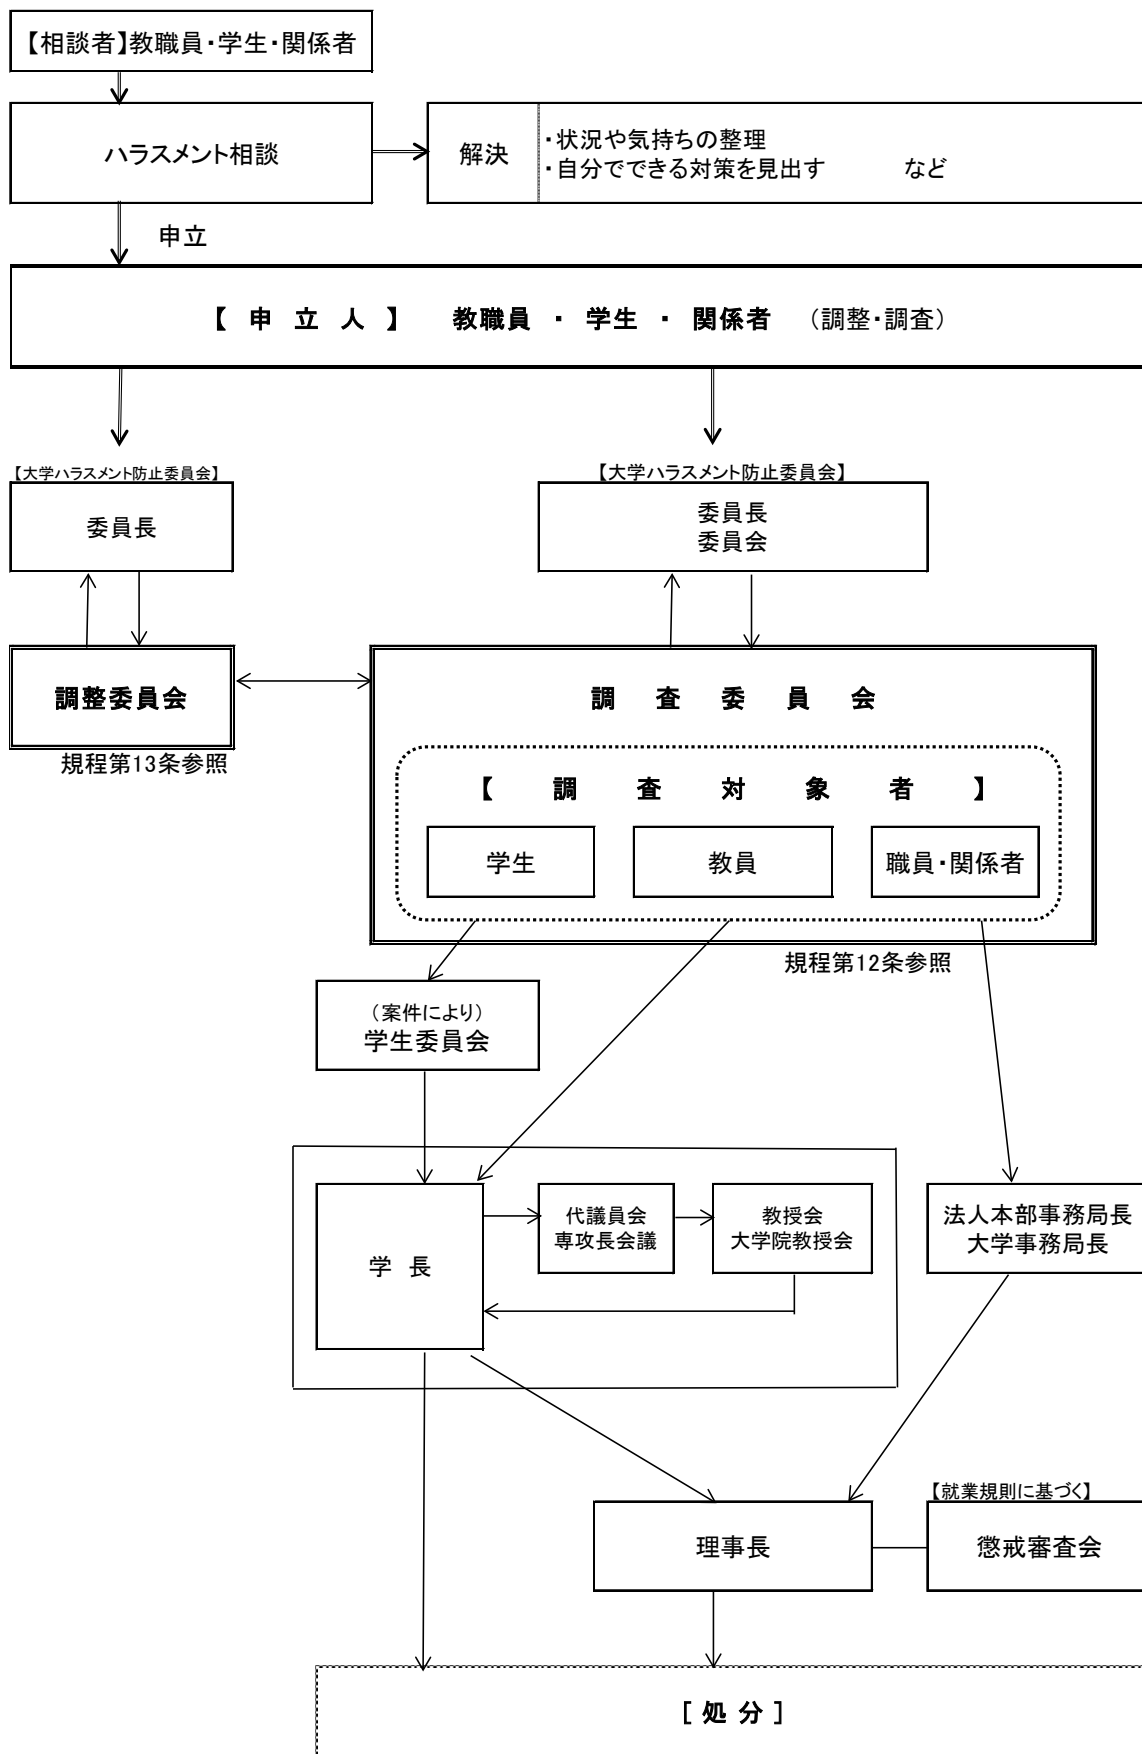 【相談者】教職員・学生・関係者
ハラスメント相談
解決
・状況や気持ちの整理
・自分でできる対策を見出す　　　など
申立
【 申 立 人 】　教職員 ・ 学生 ・ 関係者　（調整・調査）
【大学ハラスメント防止委員会】
委員長
【大学ハラスメント防止委員会】
委員長
委員会
調整委員会
規程第13条参照
調 査 委 員 会
【 調 査 対 象 者 】
学生
教員
職員・関係者
規程第12条参照
（案件により）
学生委員会
学 長
代議員会
専攻長会議
教授会
大学院教授会
法人本部事務局長
大学事務局長
理事長
【就業規則に基づく】
懲戒審査会
［ 処 分 ］